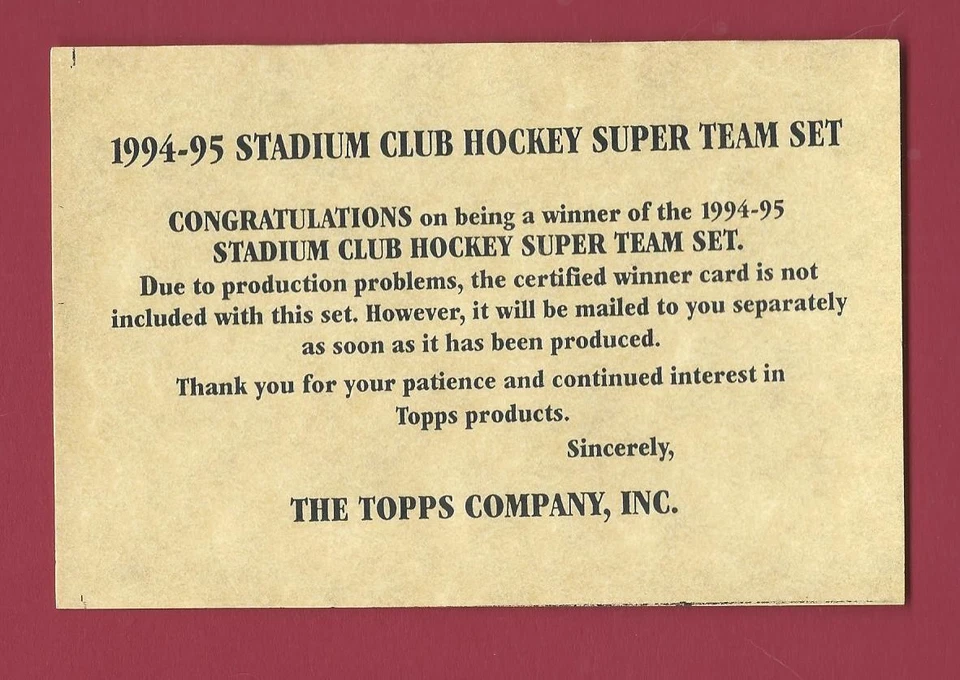 1994-95 STADIUM CLUB HOCKEY SUPER TEAM SET
CONGRATULATIONS on being a winner of the 1994-95
STADIUM CLUB HOCKEY SUPER TEAM SET.
Due to production problems, the certified winner card is not
included with this set. However, it will be mailed to you separately
as soon as it has been produced.
Thank you for your patience and continued interest in
Topps products.
Sincerely,
THE TOPPS COMPANY, INC.